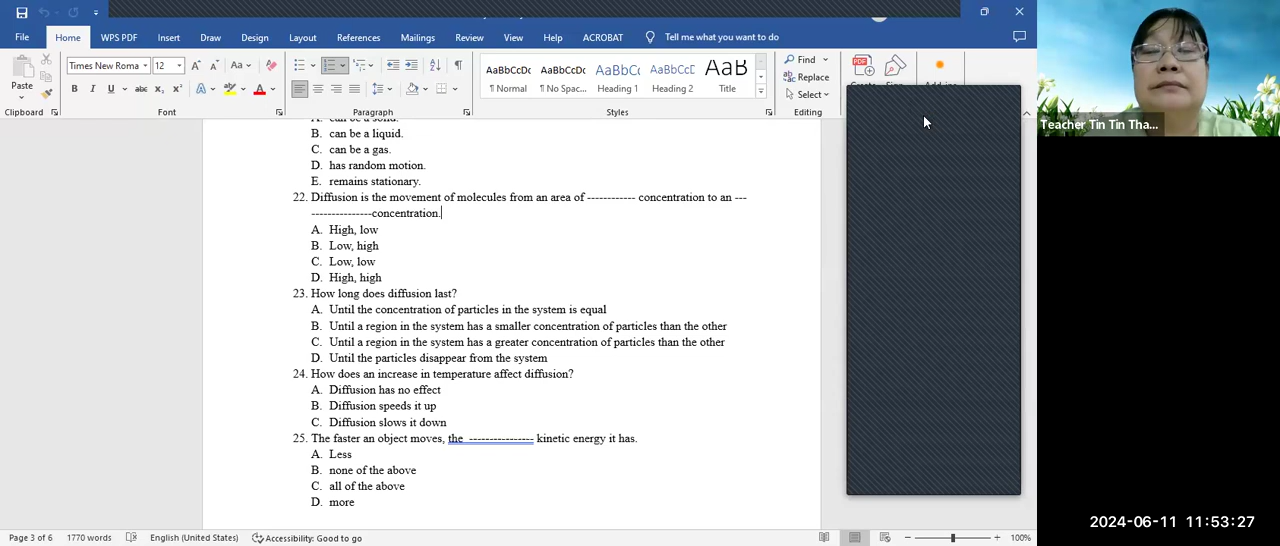 File Home WPS PDF Insert Draw Design Layout References Mailings Review View Help ACROBAT Tell me what you want to do
Times New Roma 12 Aa
Paste
B I U abc A A
AaBbCcDc AaBbCcDc AaBbCc AaBbCcD AaB
¶ Normal ¶ No Spac... Heading 1 Heading 2 Title
Find
Replace
Select
Clipboard Font Paragraph Styles Editing
Teacher Tin Tin Tha...
A. can be a solid.
B. can be a liquid.
C. can be a gas.
D. has random motion.
E. remains stationary.
22. Diffusion is the movement of molecules from an area of ------------ concentration to an ---
---------------concentration.
A. High, low
B. Low, high
C. Low, low
D. High, high
23. How long does diffusion last?
A. Until the concentration of particles in the system is equal
B. Until a region in the system has a smaller concentration of particles than the other
C. Until a region in the system has a greater concentration of particles than the other
D. Until the particles disappear from the system
24. How does an increase in temperature affect diffusion?
A. Diffusion has no effect
B. Diffusion speeds it up
C. Diffusion slows it down
25. The faster an object moves, the ---------------- kinetic energy it has.
A. Less
B. none of the above
C. all of the above
D. more
2024-06-11 11:53:27
Page 3 of 6 1770 words English (United States) Accessibility: Good to go 100%